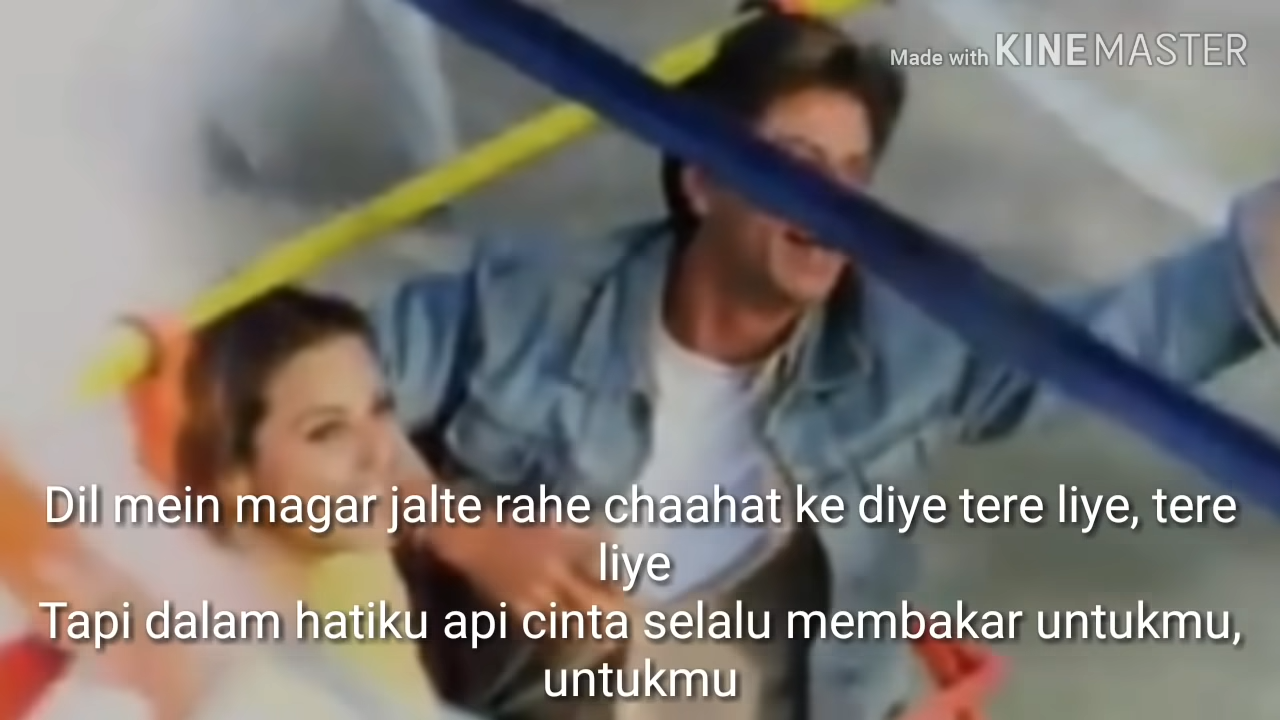 Made with KINEMASTER
Dil mein magar jalte rahe chaahat ke diye tere liye, tere
liye
Tapi dalam hatiku api cinta selalu membakar untukmu,
untukmu